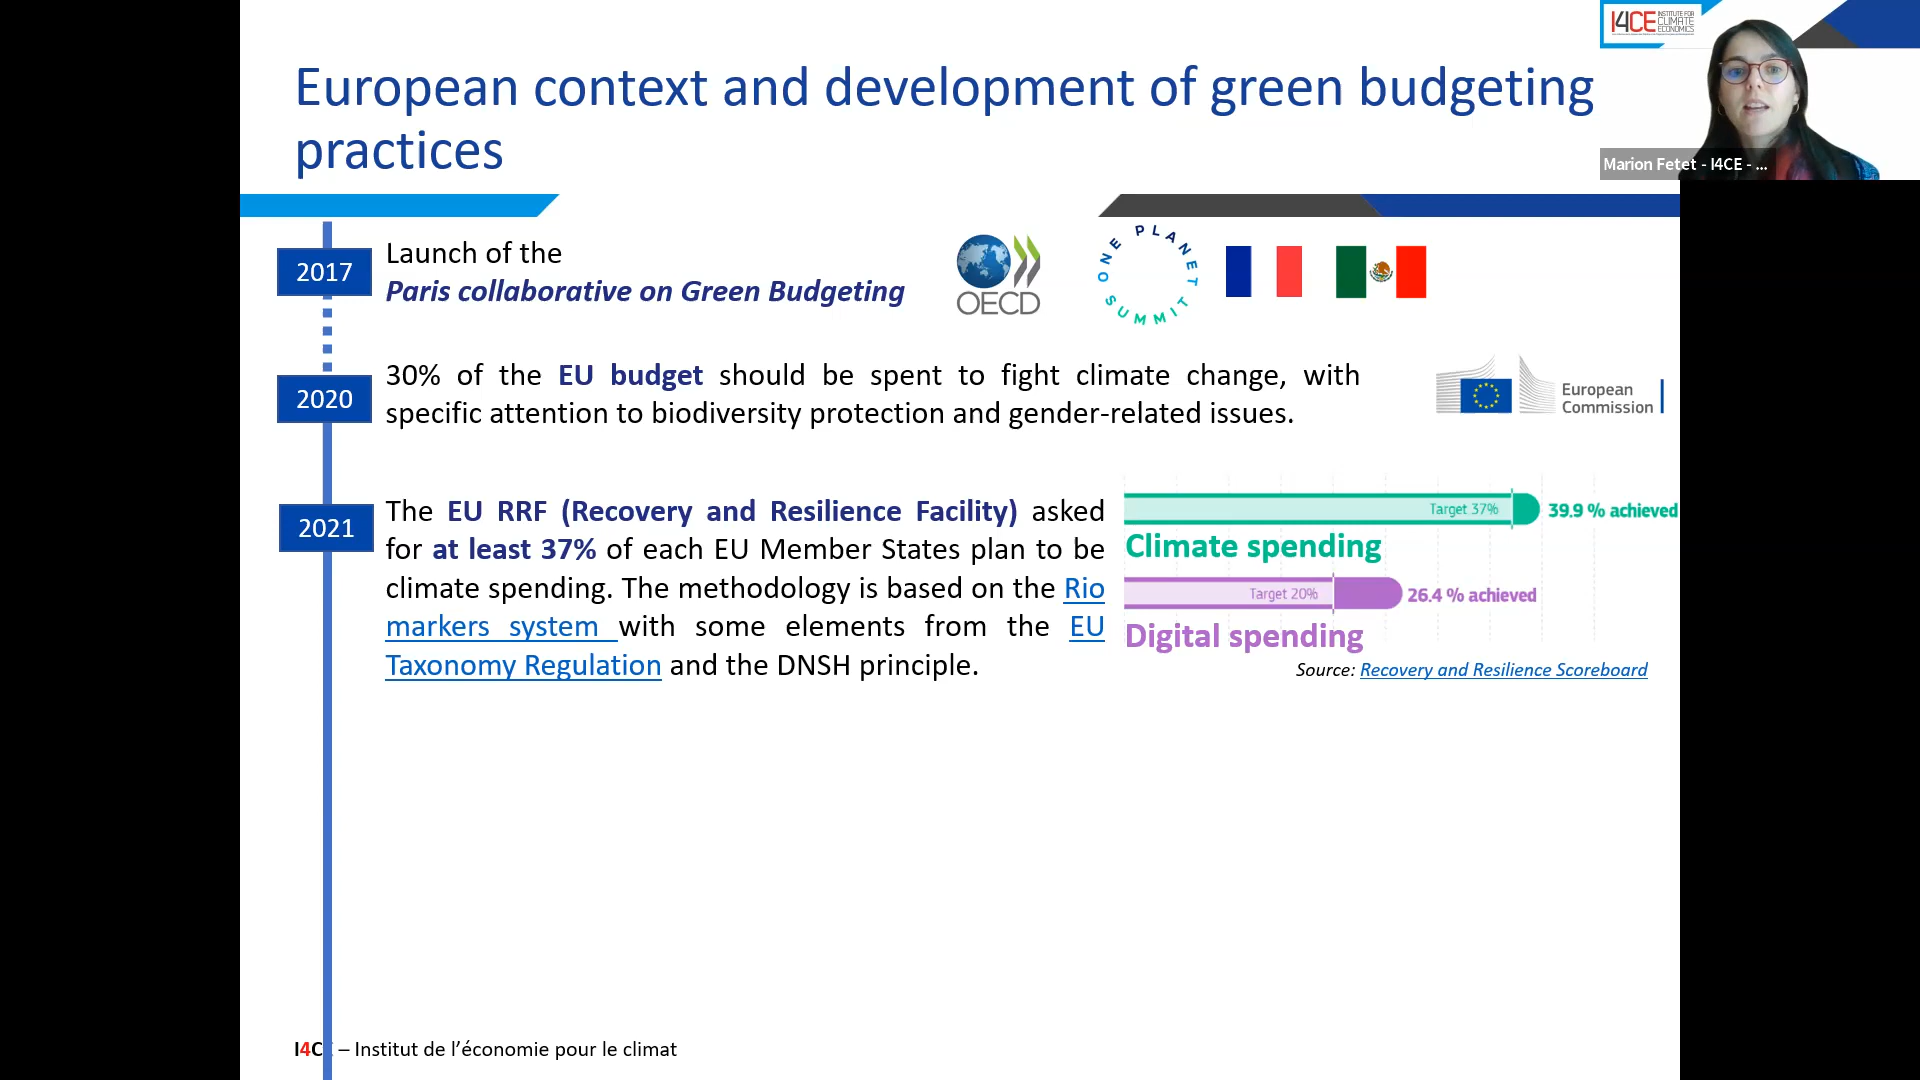 European context and development of green budgeting
practices
I4CE
INSTITUTE FOR
CLIMATE
ECONOMICS
Marion Fetet - I4CE - ...
2017
Launch of the
Paris collaborative on Green Budgeting
OECD
ONE PLANET
SUMMIT
2020
30% of the EU budget should be spent to fight climate change, with
specific attention to biodiversity protection and gender-related issues.
European
Commission
2021
The EU RRF (Recovery and Resilience Facility) asked
for at least 37% of each EU Member States plan to be
climate spending. The methodology is based on the Rio
markers system with some elements from the EU
Taxonomy Regulation and the DNSH principle.
Target 37%
39.9 % achieved
Climate spending
Target 20%
26.4 % achieved
Digital spending
Source: Recovery and Resilience Scoreboard
I4CE – Institut de l’économie pour le climat